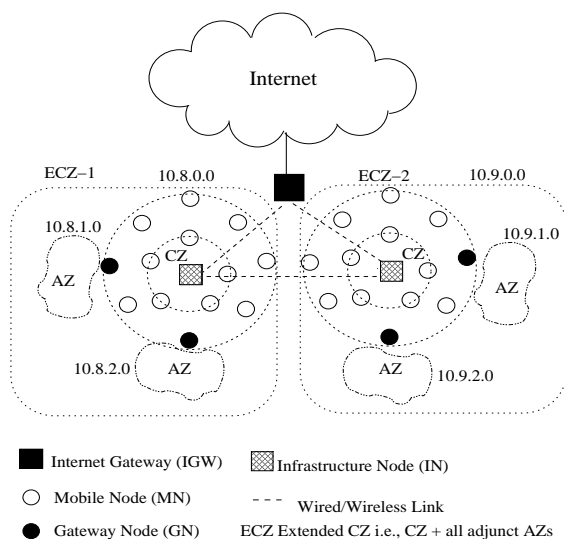 Internet
ECZ−1
10.8.0.0
ECZ−2
10.9.0.0
10.8.1.0
10.9.1.0
CZ
CZ
AZ
AZ
10.8.2.0
AZ
AZ
10.9.2.0
Internet Gateway (IGW)
Infrastructure Node (IN)
Mobile Node (MN)
Wired/Wireless Link
Gateway Node (GN)
ECZ Extended CZ i.e., CZ + all adjunct AZs